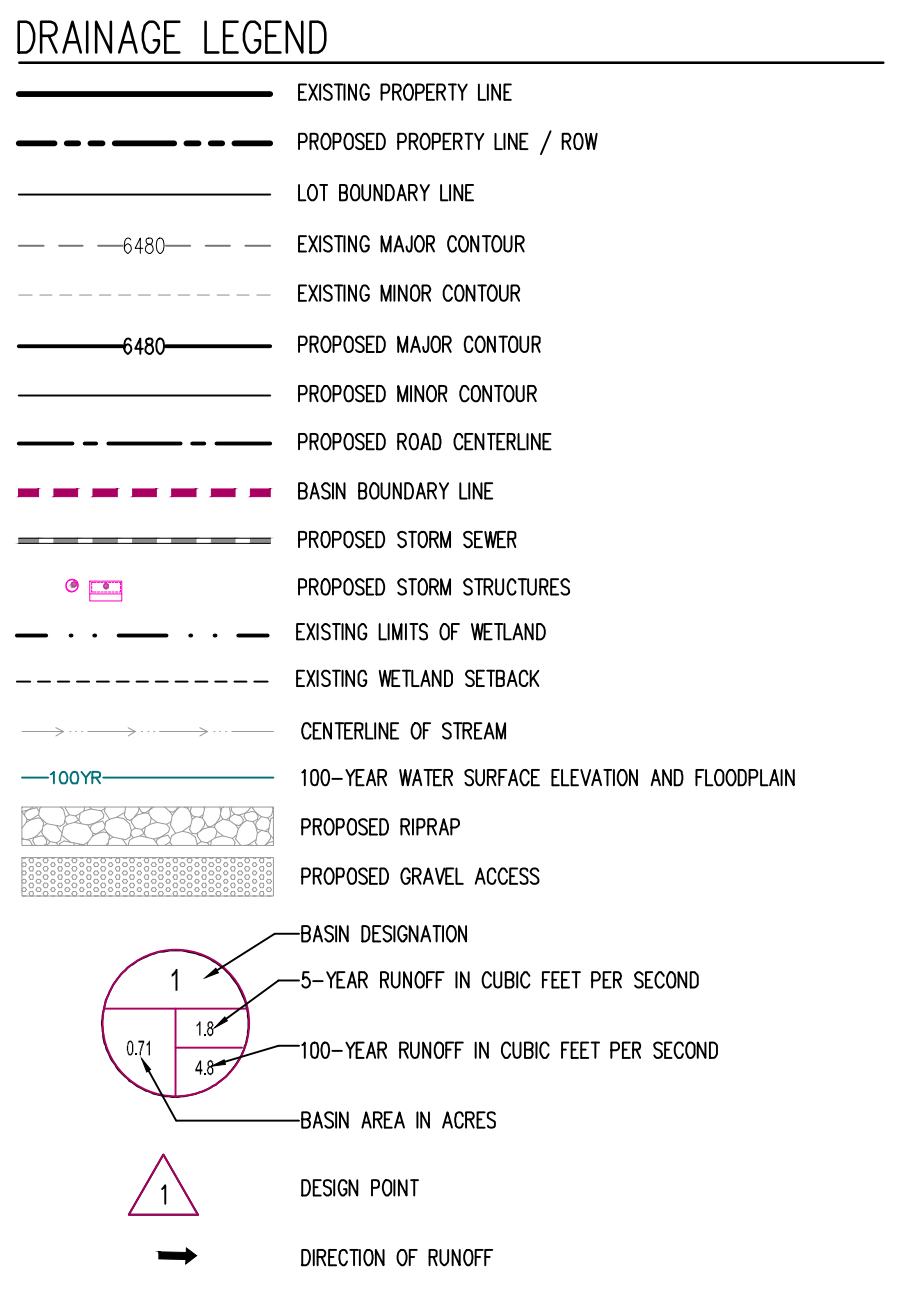 DRAINAGE LEGEND
EXISTING PROPERTY LINE
PROPOSED PROPERTY LINE / ROW
LOT BOUNDARY LINE
6480 EXISTING MAJOR CONTOUR
EXISTING MINOR CONTOUR
6480 PROPOSED MAJOR CONTOUR
PROPOSED MINOR CONTOUR
PROPOSED ROAD CENTERLINE
BASIN BOUNDARY LINE
PROPOSED STORM SEWER
PROPOSED STORM STRUCTURES
EXISTING LIMITS OF WETLAND
EXISTING WETLAND SETBACK
CENTERLINE OF STREAM
100YR 100-YEAR WATER SURFACE ELEVATION AND FLOODPLAIN
PROPOSED RIPRAP
PROPOSED GRAVEL ACCESS
BASIN DESIGNATION
1 5-YEAR RUNOFF IN CUBIC FEET PER SECOND
1.8
0.71 100-YEAR RUNOFF IN CUBIC FEET PER SECOND
4.8
BASIN AREA IN ACRES
1 DESIGN POINT
DIRECTION OF RUNOFF